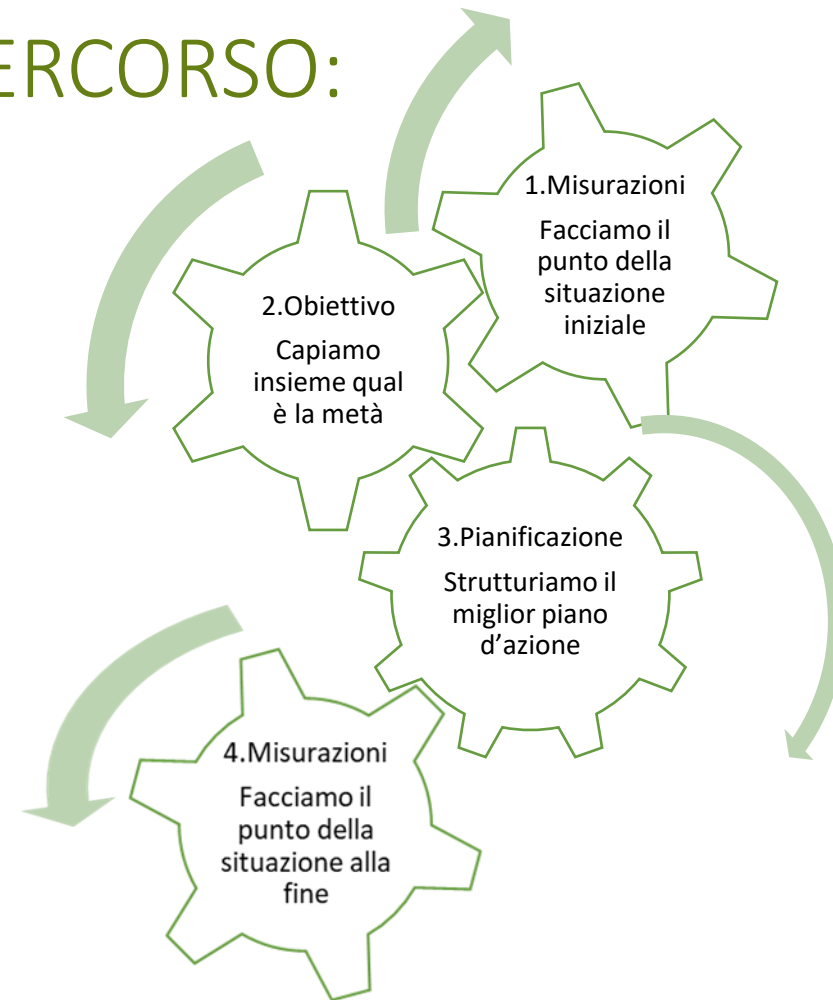 ERCORSO:
1.Misurazioni
Facciamo il
punto della
situazione
iniziale
2.Obiettivo
Capiamo
insieme qual
è la metà
3.Pianificazione
Strutturiamo il
miglior piano
d’azione
4.Misurazioni
Facciamo il
punto della
situazione alla
fine